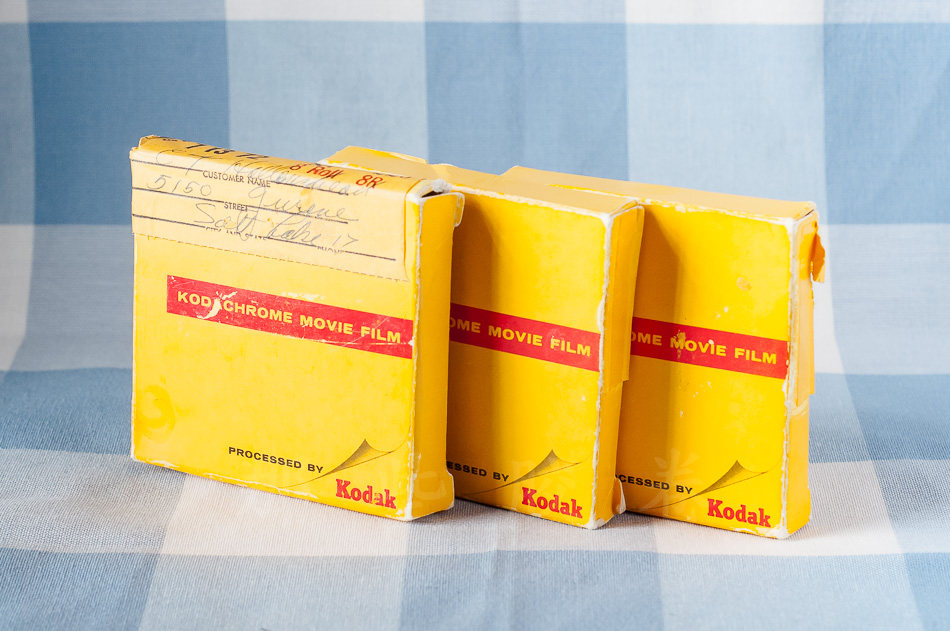 8 Roll 8R
CUSTOMER NAME
5150
STREET
Salt Lake 17
KODACHROME MOVIE FILM
PROCESSED BY
Kodak
OME MOVIE FILM
ESSED BY
Kodak
OME MOVIE FILM
CESSED BY
Kodak